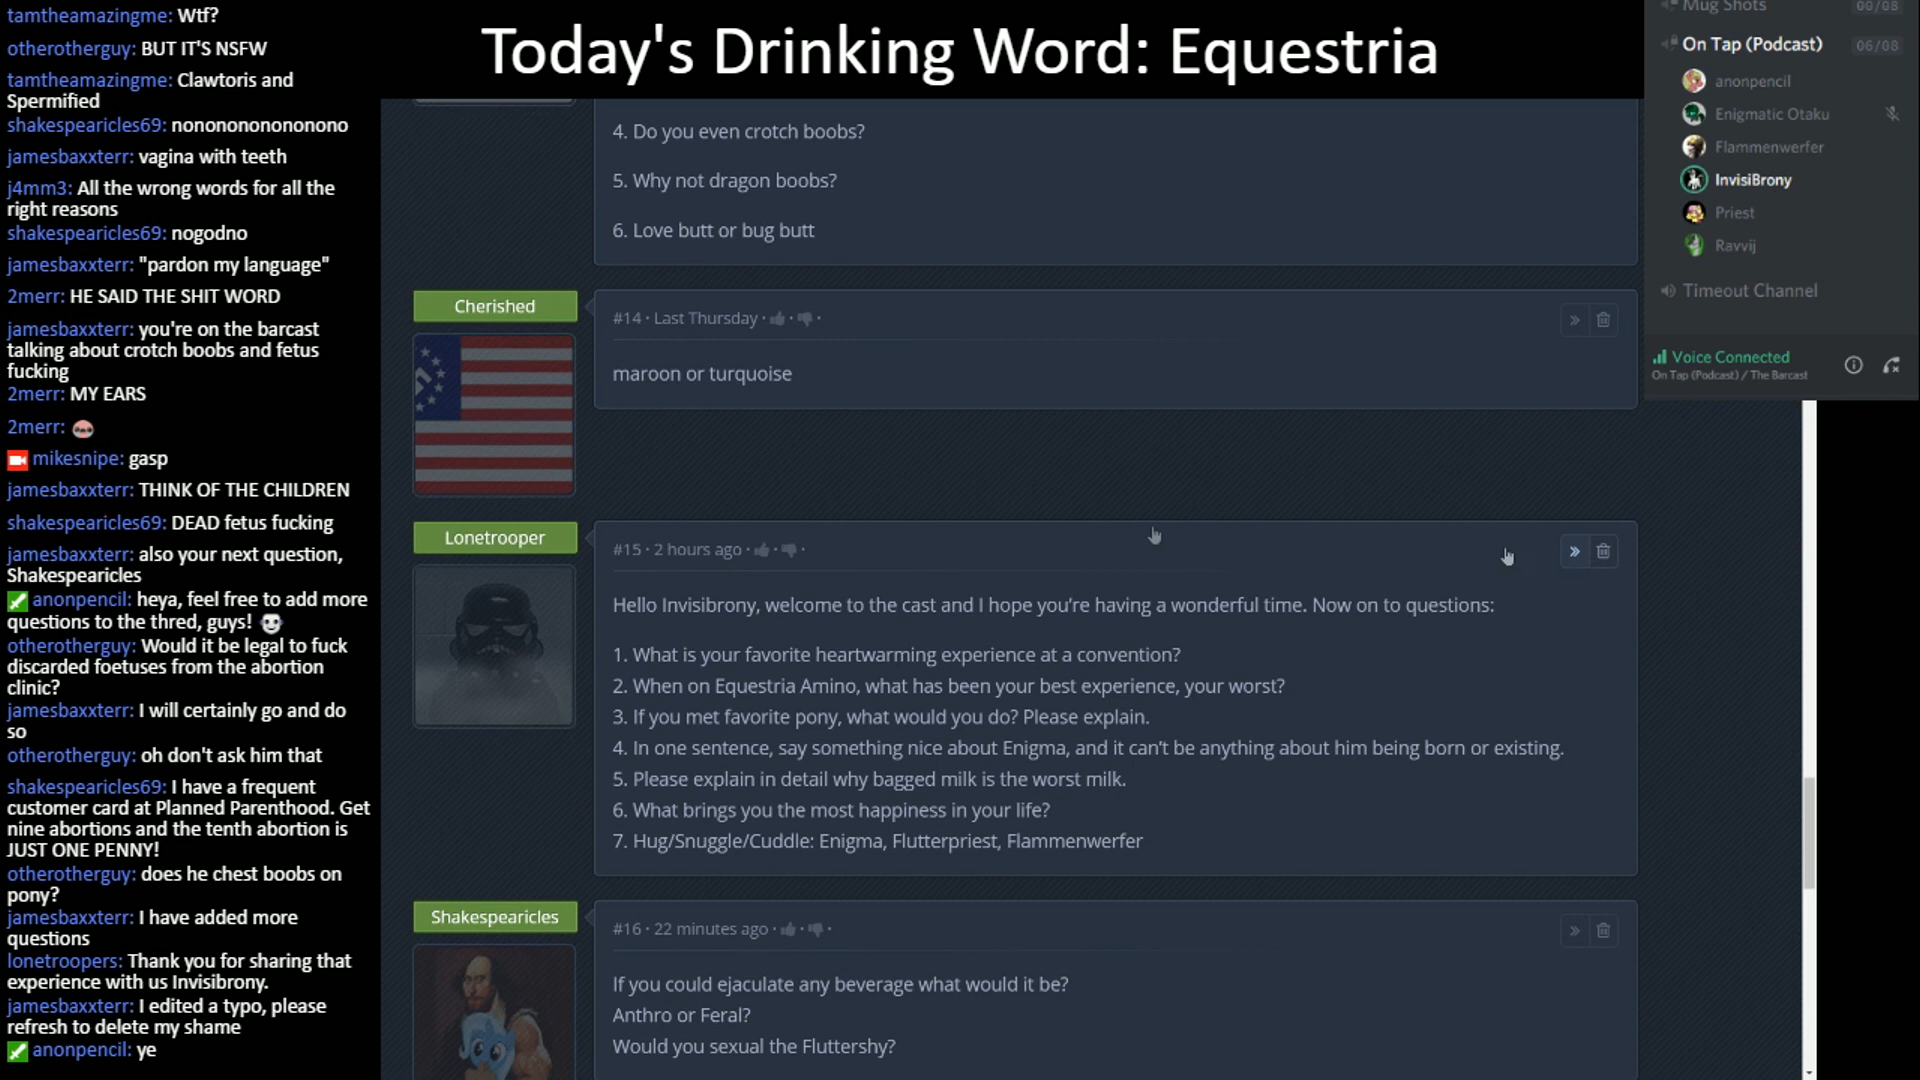 Today's Drinking Word: Equestria
tamtheamazingme: Wtf?
otherotherguy: BUT IT'S NSFW
tamtheamazingme: Clawtoris and
Spermified
shakespearicles69: nononononononono
jamesbaxxterr: vagina with teeth
j4mm3: All the wrong words for all the
right reasons
shakespearicles69: nogodno
jamesbaxxterr: "pardon my language"
2merr: HE SAID THE SHIT WORD
jamesbaxxterr: you're on the barcast
talking about crotch boobs and fetus
fucking
2merr: MY EARS
2merr:
mikesnipe: gasp
jamesbaxxterr: THINK OF THE CHILDREN
shakespearicles69: DEAD fetus fucking
jamesbaxxterr: also your next question,
Shakespearicles
anonpencil: heya, feel free to add more
questions to the thred, guys!
otherotherguy: Would it be legal to fuck
discarded foetuses from the abortion
clinic?
jamesbaxxterr: I will certainly go and do
so
otherotherguy: oh don't ask him that
shakespearicles69: I have a frequent
customer card at Planned Parenthood. Get
nine abortions and the tenth abortion is
JUST ONE PENNY!
otherotherguy: does he chest boobs on
pony?
jamesbaxxterr: I have added more
questions
lonetroopers: Thank you for sharing that
experience with us Invisibrony.
jamesbaxxterr: I edited a typo, please
refresh to delete my shame
anonpencil: ye
4. Do you even crotch boobs?
5. Why not dragon boobs?
6. Love butt or bug butt
Cherished
#14 · Last Thursday · · ·
maroon or turquoise
Lonetrooper
#15 · 2 hours ago · · ·
Hello Invisibrony, welcome to the cast and I hope you're having a wonderful time. Now on to questions:
1. What is your favorite heartwarming experience at a convention?
2. When on Equestria Amino, what has been your best experience, your worst?
3. If you met favorite pony, what would you do? Please explain.
4. In one sentence, say something nice about Enigma, and it can't be anything about him being born or existing.
5. Please explain in detail why bagged milk is the worst milk.
6. What brings you the most happiness in your life?
7. Hug/Snuggle/Cuddle: Enigma, Flutterpriest, Flammenwerfer
Shakespearicles
#16 · 22 minutes ago · · ·
If you could ejaculate any beverage what would it be?
Anthro or Feral?
Would you sexual the Fluttershy?
Mug Shots 00/08
On Tap (Podcast) 06/08
anonpencil
Enigmatic Otaku
Flammenwerfer
InvisiBrony
Priest
Ravvij
Timeout Channel
Voice Connected
On Tap (Podcast) / The Barcast